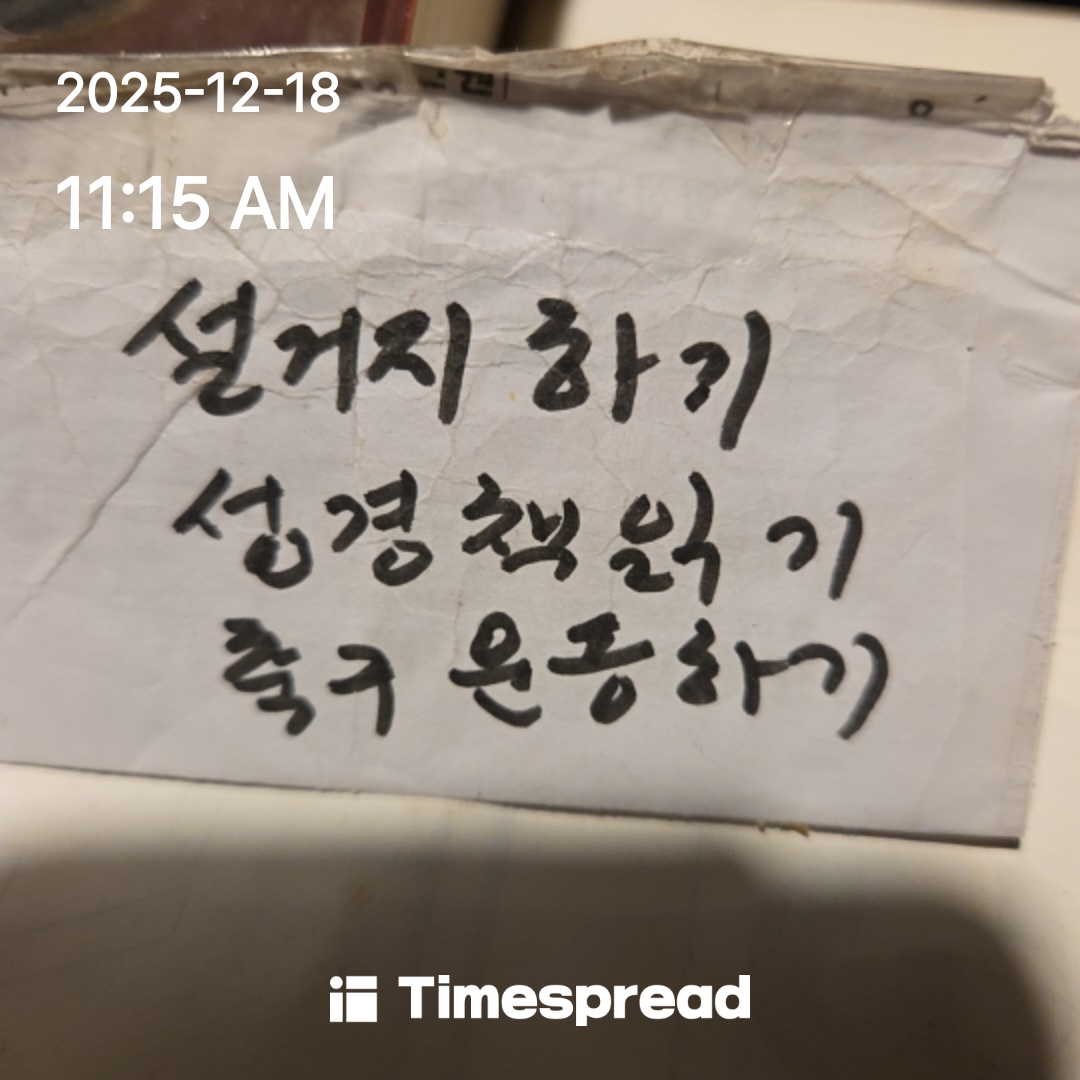 2025-12-18
11:15 AM
설거지 하기
성경책 읽기
축구 운동하기
Timespread